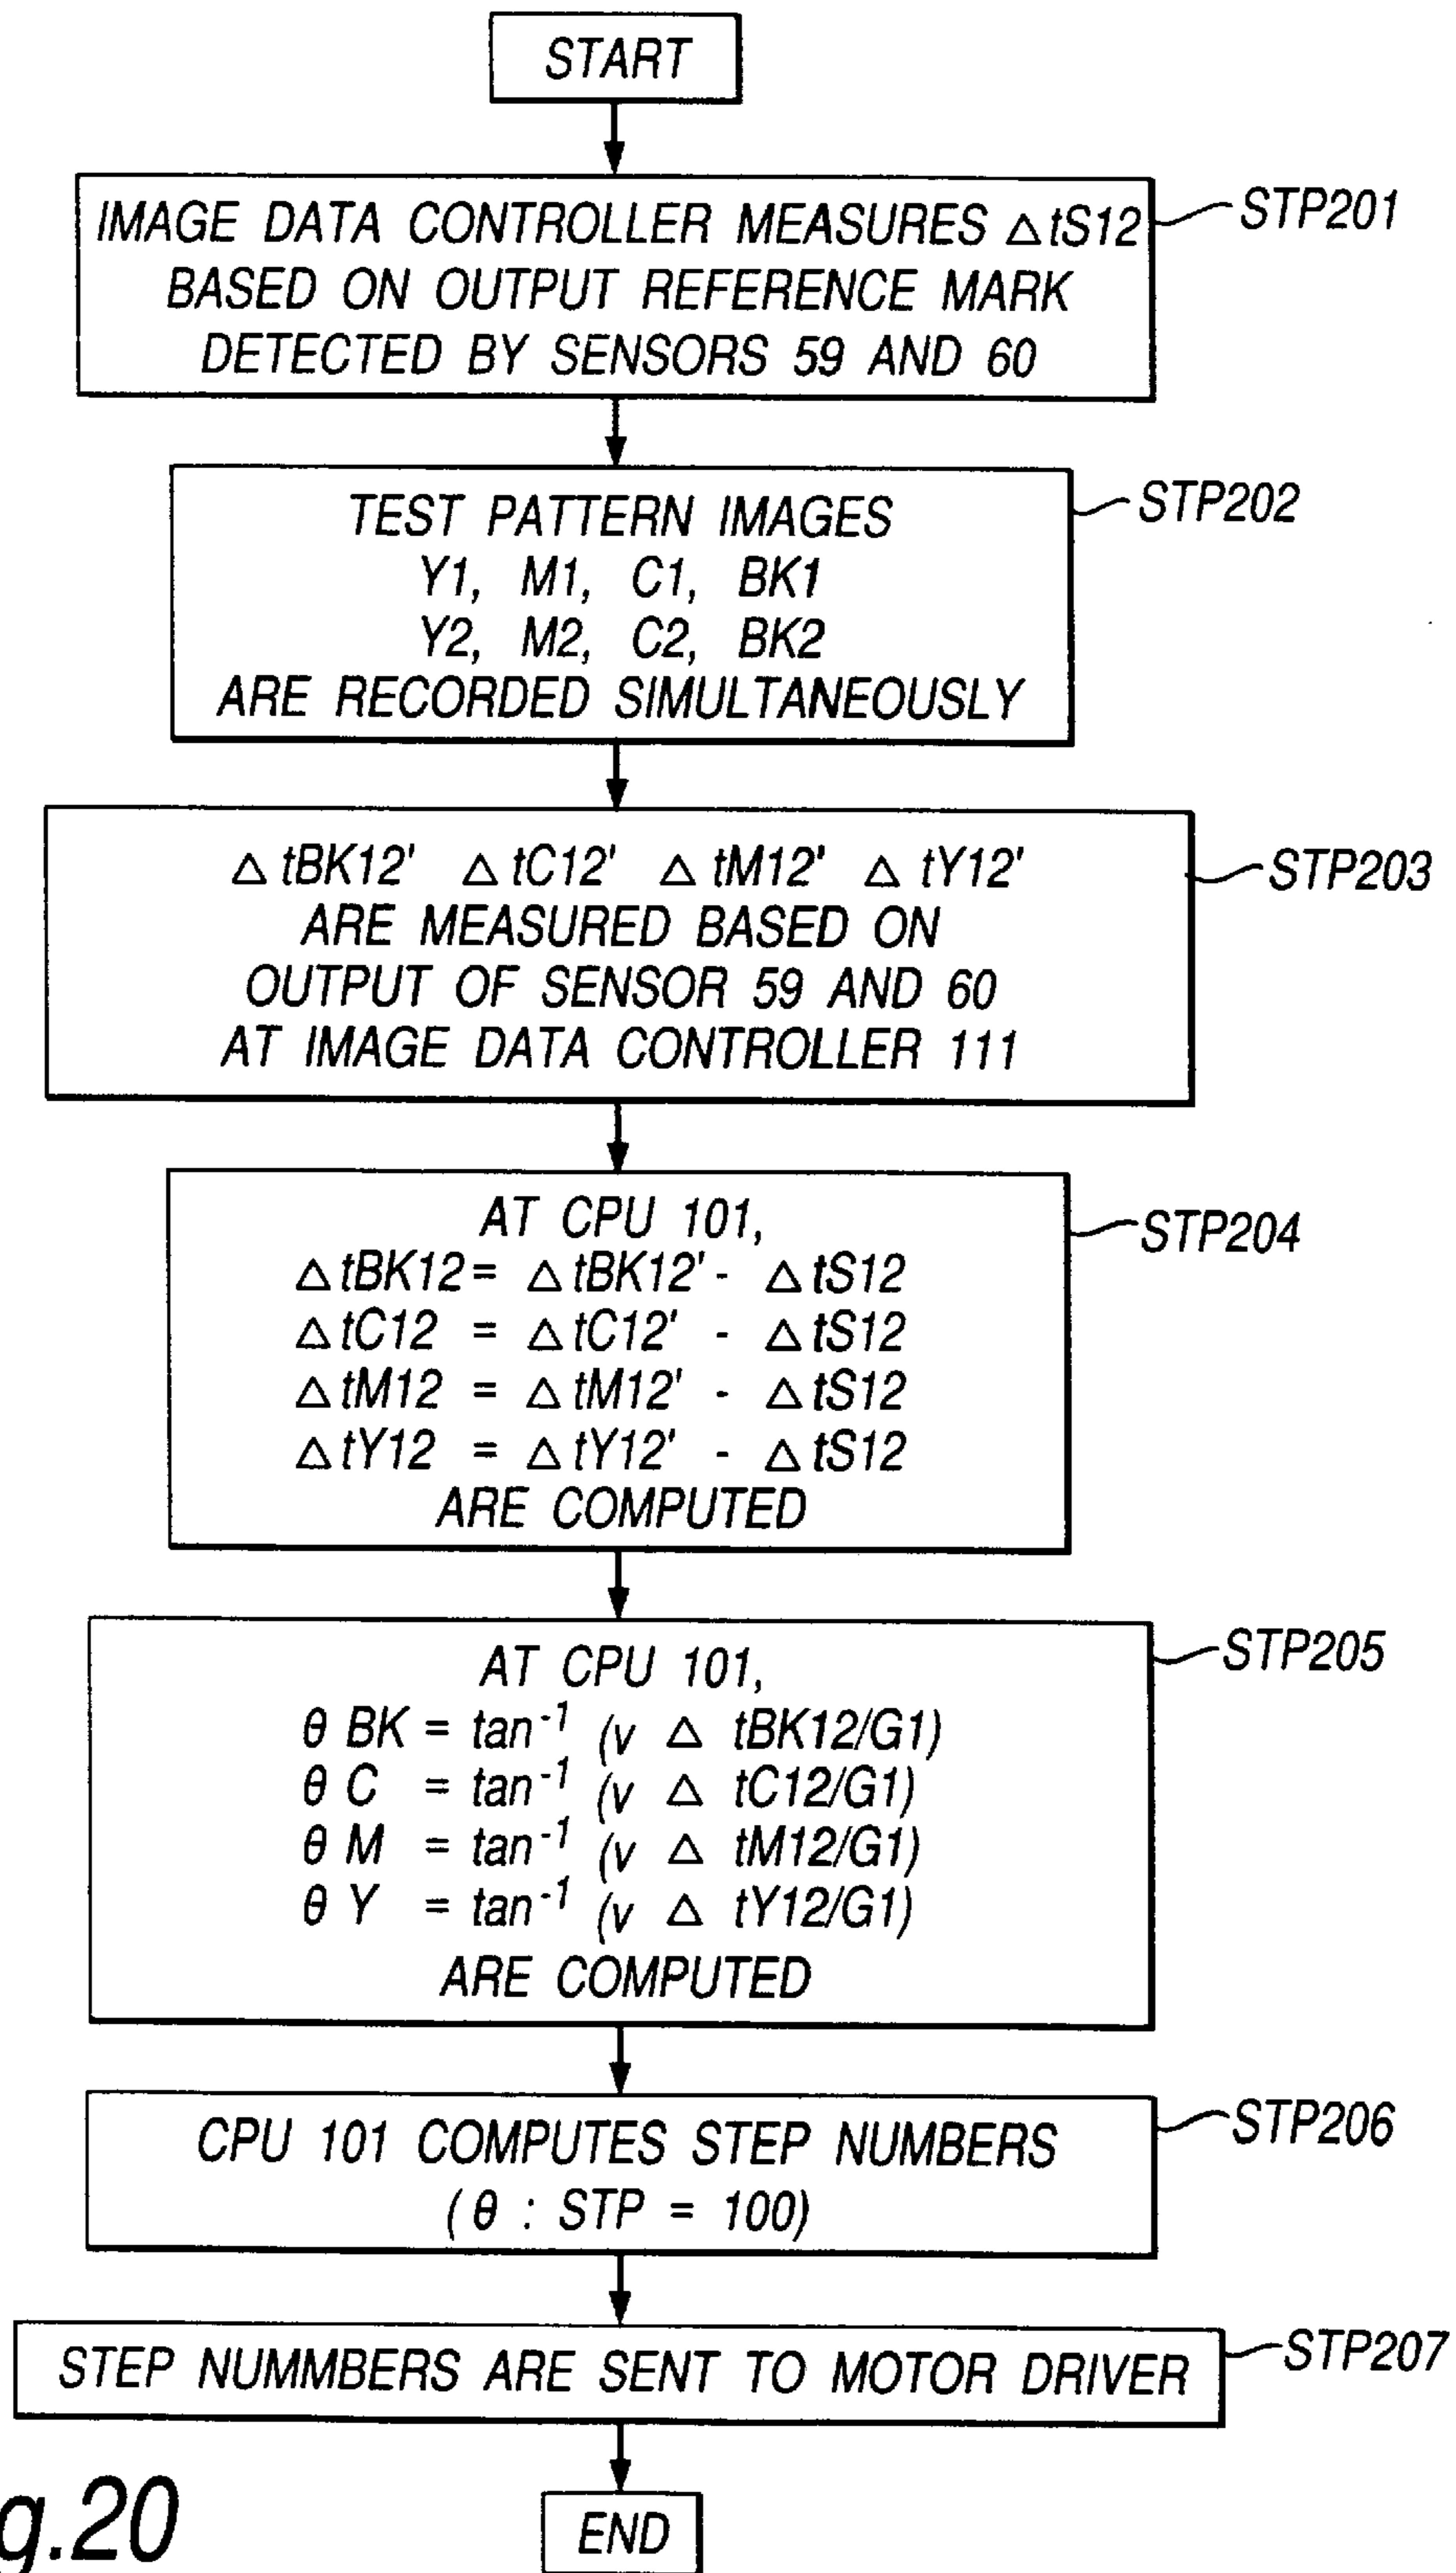 START
IMAGE DATA CONTROLLER MEASURES △tS12
BASED ON OUTPUT REFERENCE MARK
DETECTED BY SENSORS 59 AND 60
STP201
TEST PATTERN IMAGES
Y1, M1, C1, BK1
Y2, M2, C2, BK2
ARE RECORDED SIMULTANEOUSLY
STP202
△tBK12' △tC12' △tM12' △tY12'
ARE MEASURED BASED ON
OUTPUT OF SENSOR 59 AND 60
AT IMAGE DATA CONTROLLER 111
STP203
AT CPU 101,
△tBK12 = △tBK12' - △tS12
△tC12 = △tC12' - △tS12
△tM12 = △tM12' - △tS12
△tY12 = △tY12' - △tS12
ARE COMPUTED
STP204
AT CPU 101,
θ BK = tan⁻¹ (v △ tBK12/G1)
θ C = tan⁻¹ (v △ tC12/G1)
θ M = tan⁻¹ (v △ tM12/G1)
θ Y = tan⁻¹ (v △ tY12/G1)
ARE COMPUTED
STP205
CPU 101 COMPUTES STEP NUMBERS
(θ : STP = 100)
STP206
STEP NUMMBERS ARE SENT TO MOTOR DRIVER
STP207
END
g.20